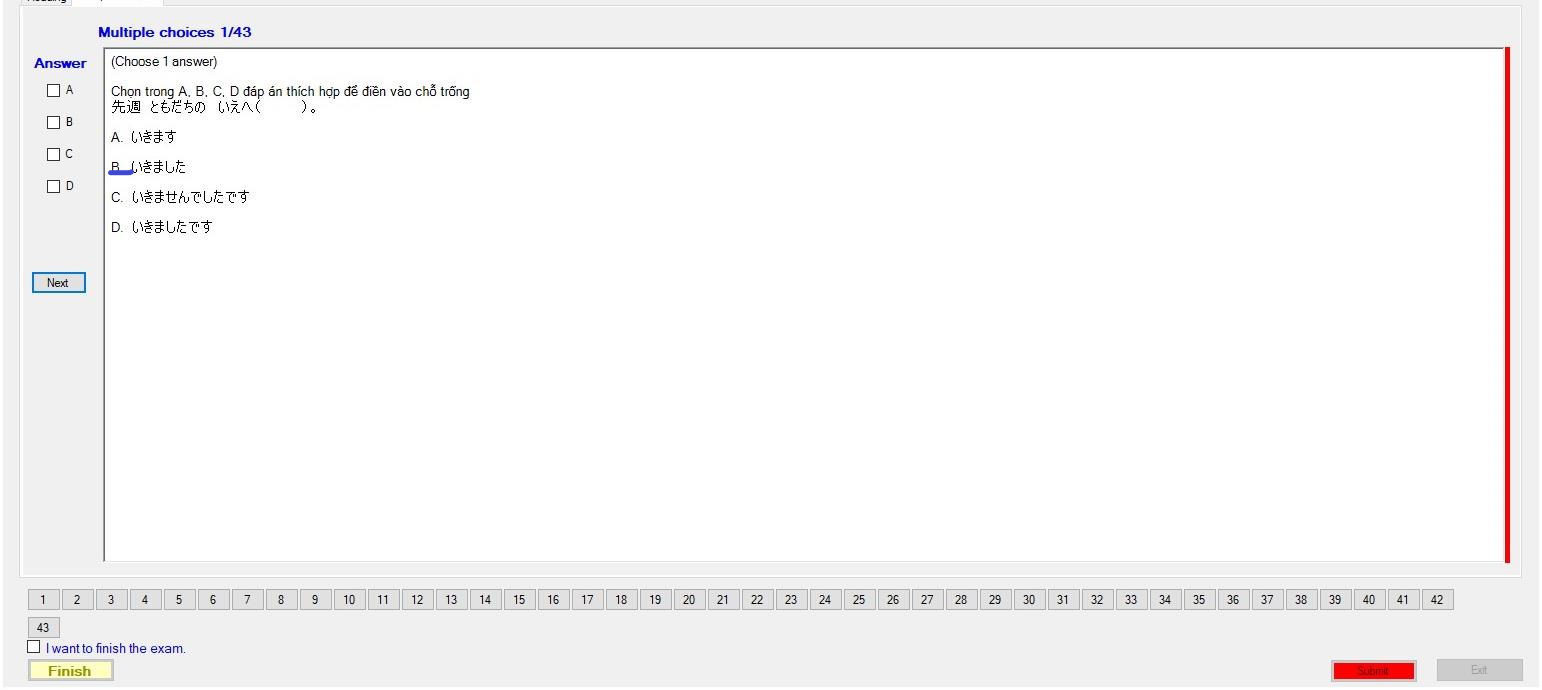 Multiple choices 1/43
Answer
(Choose 1 answer)
A
Chọn trong A, B, C, D đáp án thích hợp để điền vào chỗ trống
先週 ともだちの いえへ( )。
B
A. いきます
C
B. いきました
D
C. いきませんでしたです
D. いきましたです
Next
1 2 3 4 5 6 7 8 9 10 11 12 13 14 15 16 17 18 19 20 21 22 23 24 25 26 27 28 29 30 31 32 33 34 35 36 37 38 39 40 41 42
43
I want to finish the exam.
Finish
Submit
Exit